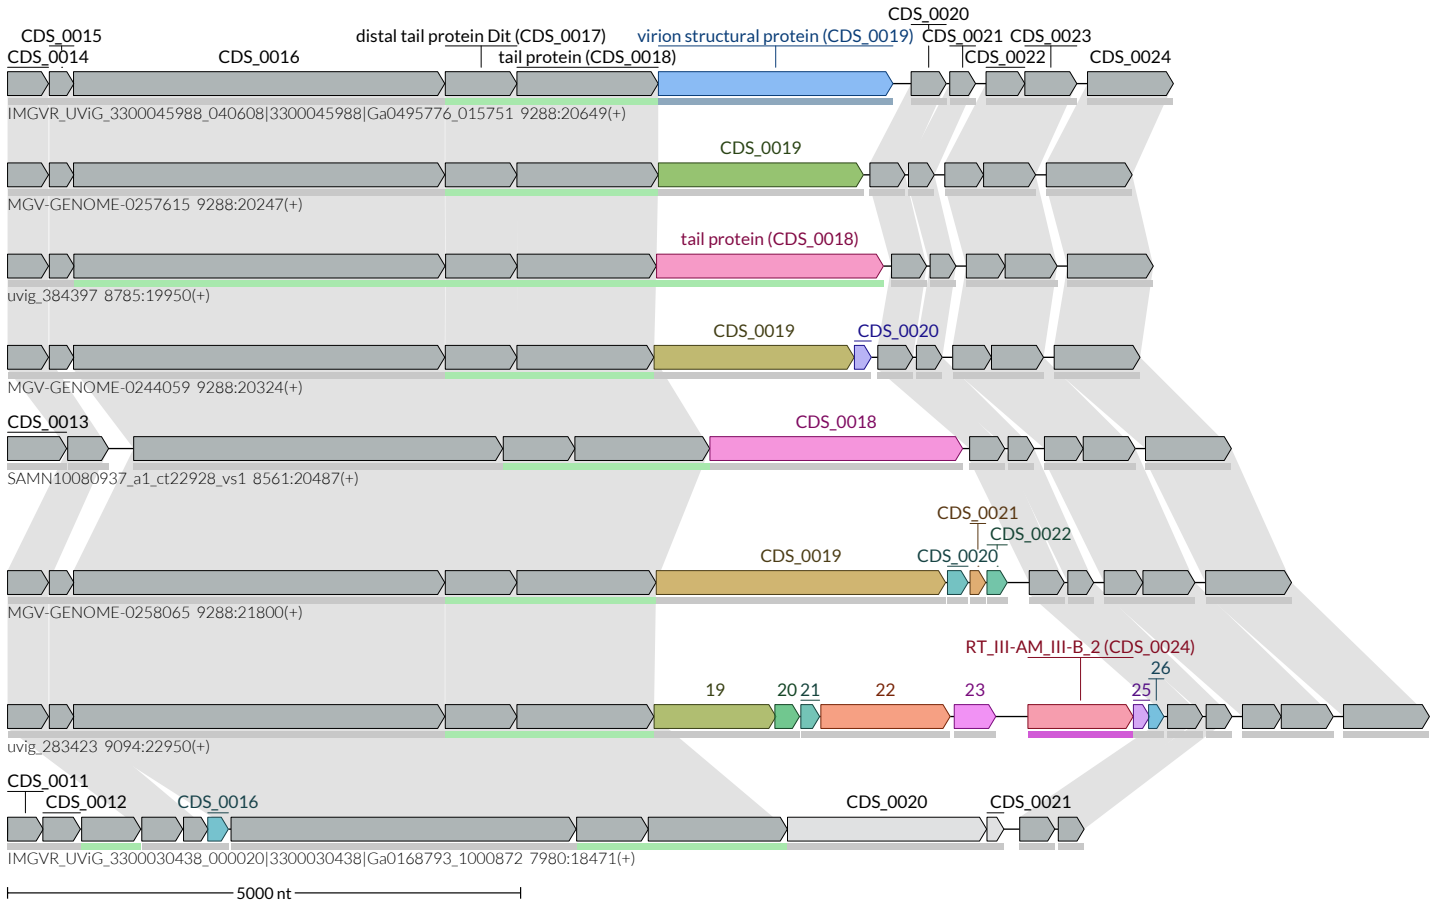 CDS_0020
CDS_0015 distal tail protein Dit (CDS_0017) virion structural protein (CDS_0019) CDS_0021 CDS_0023
CDS_0014 CDS_0016 tail protein (CDS_0018) CDS_0022 CDS_0024
IMGVR_UViG_3300045988_040608|3300045988|Ga0495776_015751 9288:20649(+)
CDS_0019
MGV-GENOME-0257615 9288:20247(+)
tail protein (CDS_0018)
uvig_384397 8785:19950(+)
CDS_0019 CDS_0020
MGV-GENOME-0244059 9288:20324(+)
CDS_0013 CDS_0018
SAMN10080937_a1_ct22928_vs1 8561:20487(+)
CDS_0021
CDS_0022
CDS_0019 CDS_0020
MGV-GENOME-0258065 9288:21800(+)
RT_III-AM_III-B_2 (CDS_0024)
26
19 20 21 22 23 25
uvig_283423 9094:22950(+)
CDS_0011
CDS_0012 CDS_0016 CDS_0020 CDS_0021
IMGVR_UViG_3300030438_000020|3300030438|Ga0168793_1000872 7980:18471(+)
5000 nt